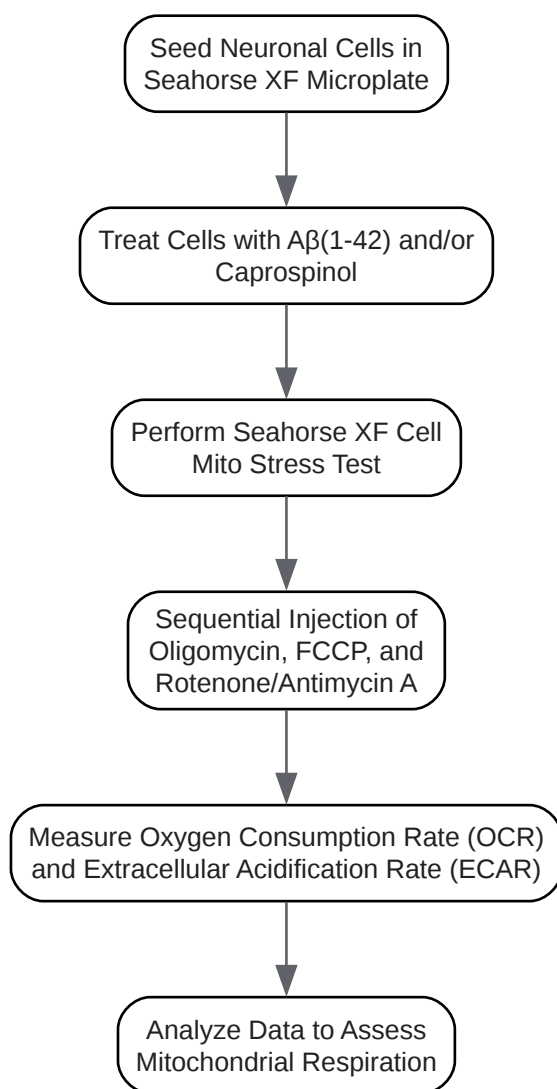 Seed Neuronal Cells in
Seahorse XF Microplate
Treat Cells with Aβ(1-42) and/or
Caprospinol
Perform Seahorse XF Cell
Mito Stress Test
Sequential Injection of
Oligomycin, FCCP, and
Rotenone/Antimycin A
Measure Oxygen Consumption Rate (OCR)
and Extracellular Acidification Rate (ECAR)
Analyze Data to Assess
Mitochondrial Respiration